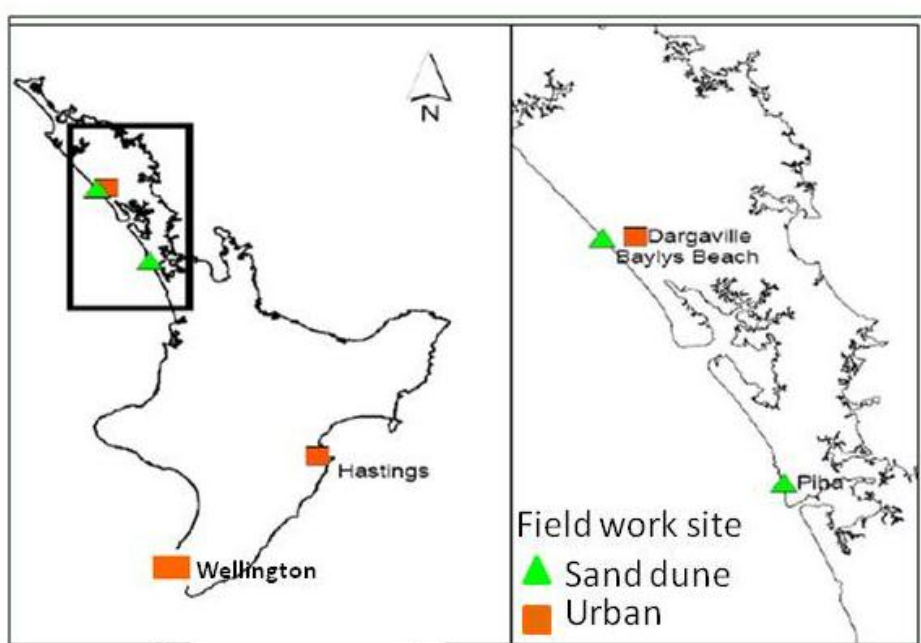 N
Hastings
Wellington
Dargaville
Baylys Beach
Piha
Field work site
Sand dune
Urban